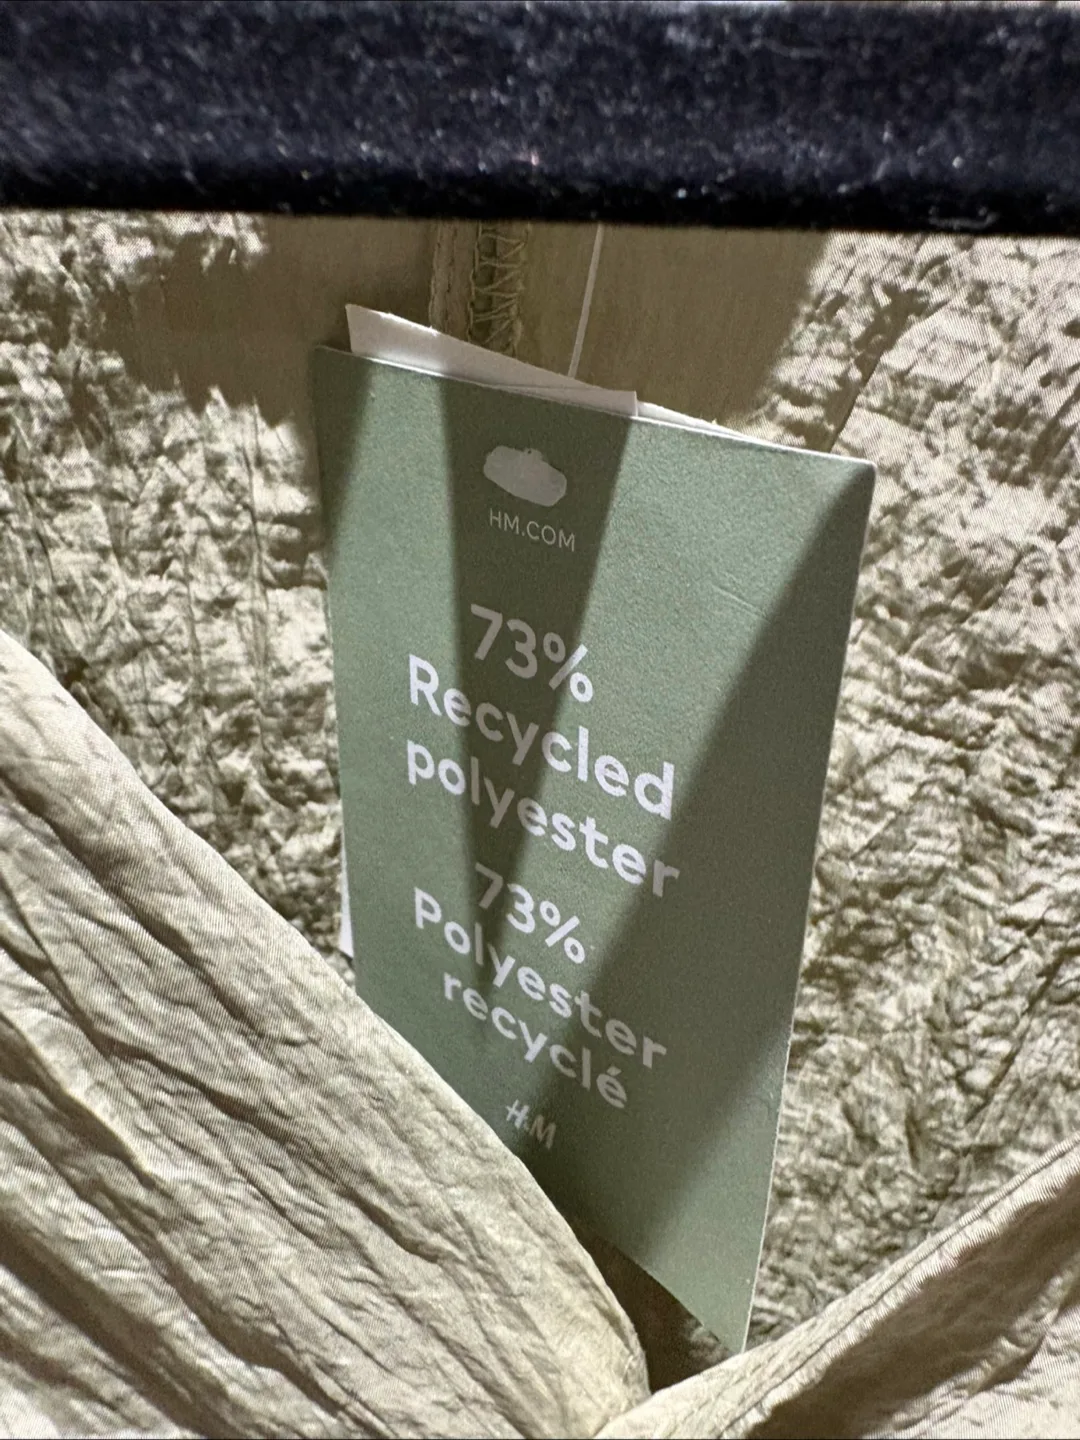 HM.COM
73%
Recycled
polyester
73%
Polyester
recyclé
H&M